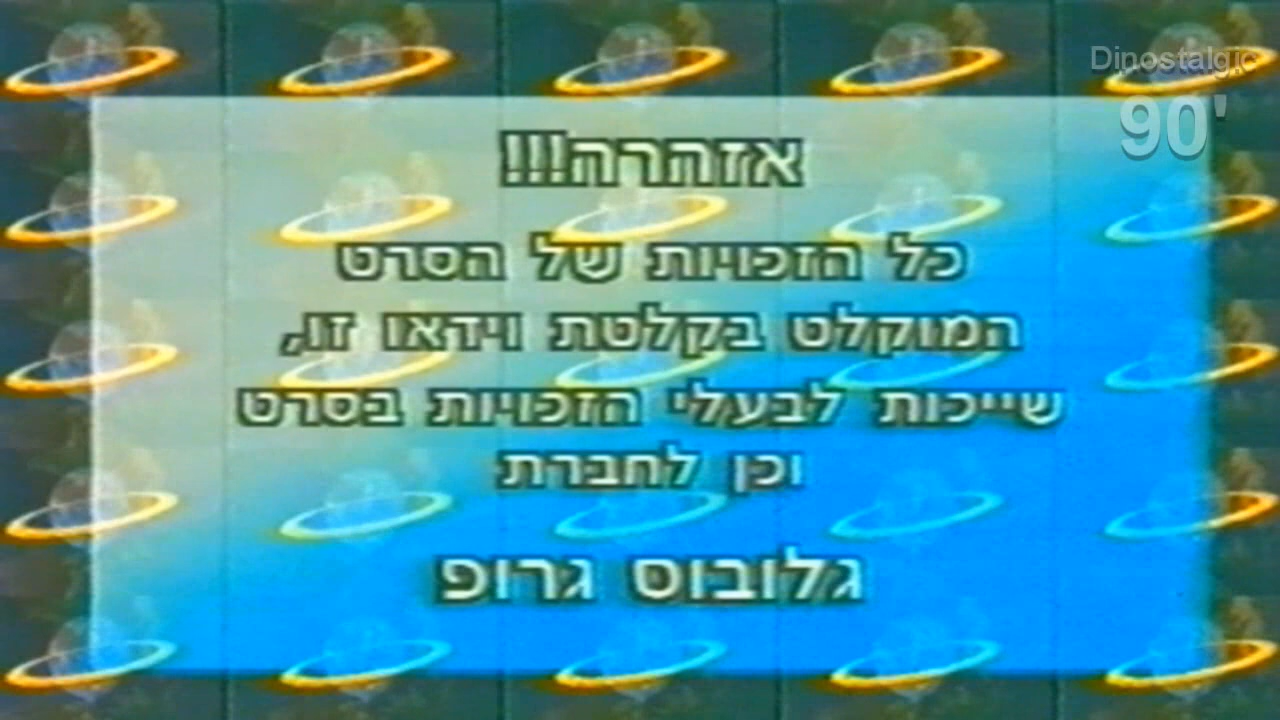 Dinostalgic
90'
אזהרה!!!
כל הזכויות של הסרט
המוקלט בקלטת וידאו זו,
שייכות לבעלי הזכויות בסרט
וכן לחברת
גלובוס גרופ